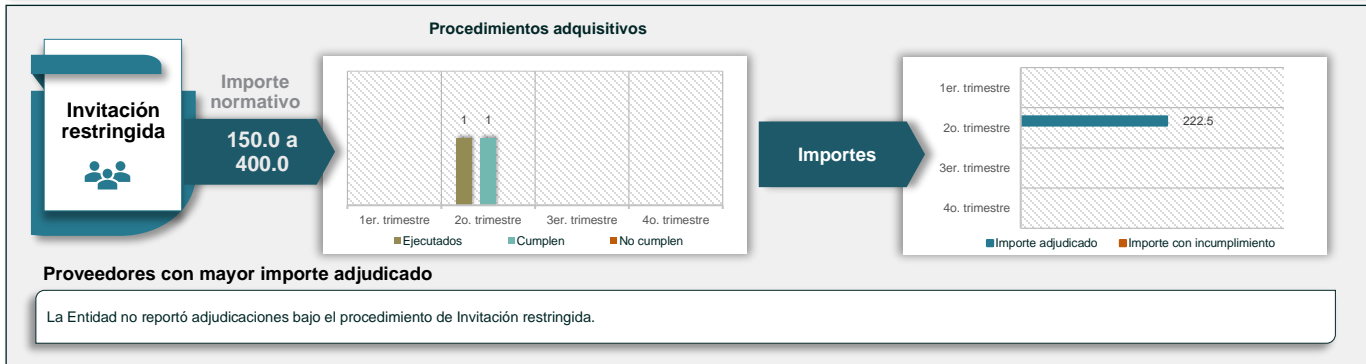 Procedimientos adquisitivos
Invitación
restringida
Importe
normativo
150.0 a
400.0
1 1
1er. trimestre 2o. trimestre 3er. trimestre 4o. trimestre
Ejecutados Cumplen No cumplen
Importes
1er. trimestre
2o. trimestre 222.5
3er. trimestre
4o. trimestre
Importe adjudicado Importe con incumplimiento
Proveedores con mayor importe adjudicado
La Entidad no reportó adjudicaciones bajo el procedimiento de Invitación restringida.